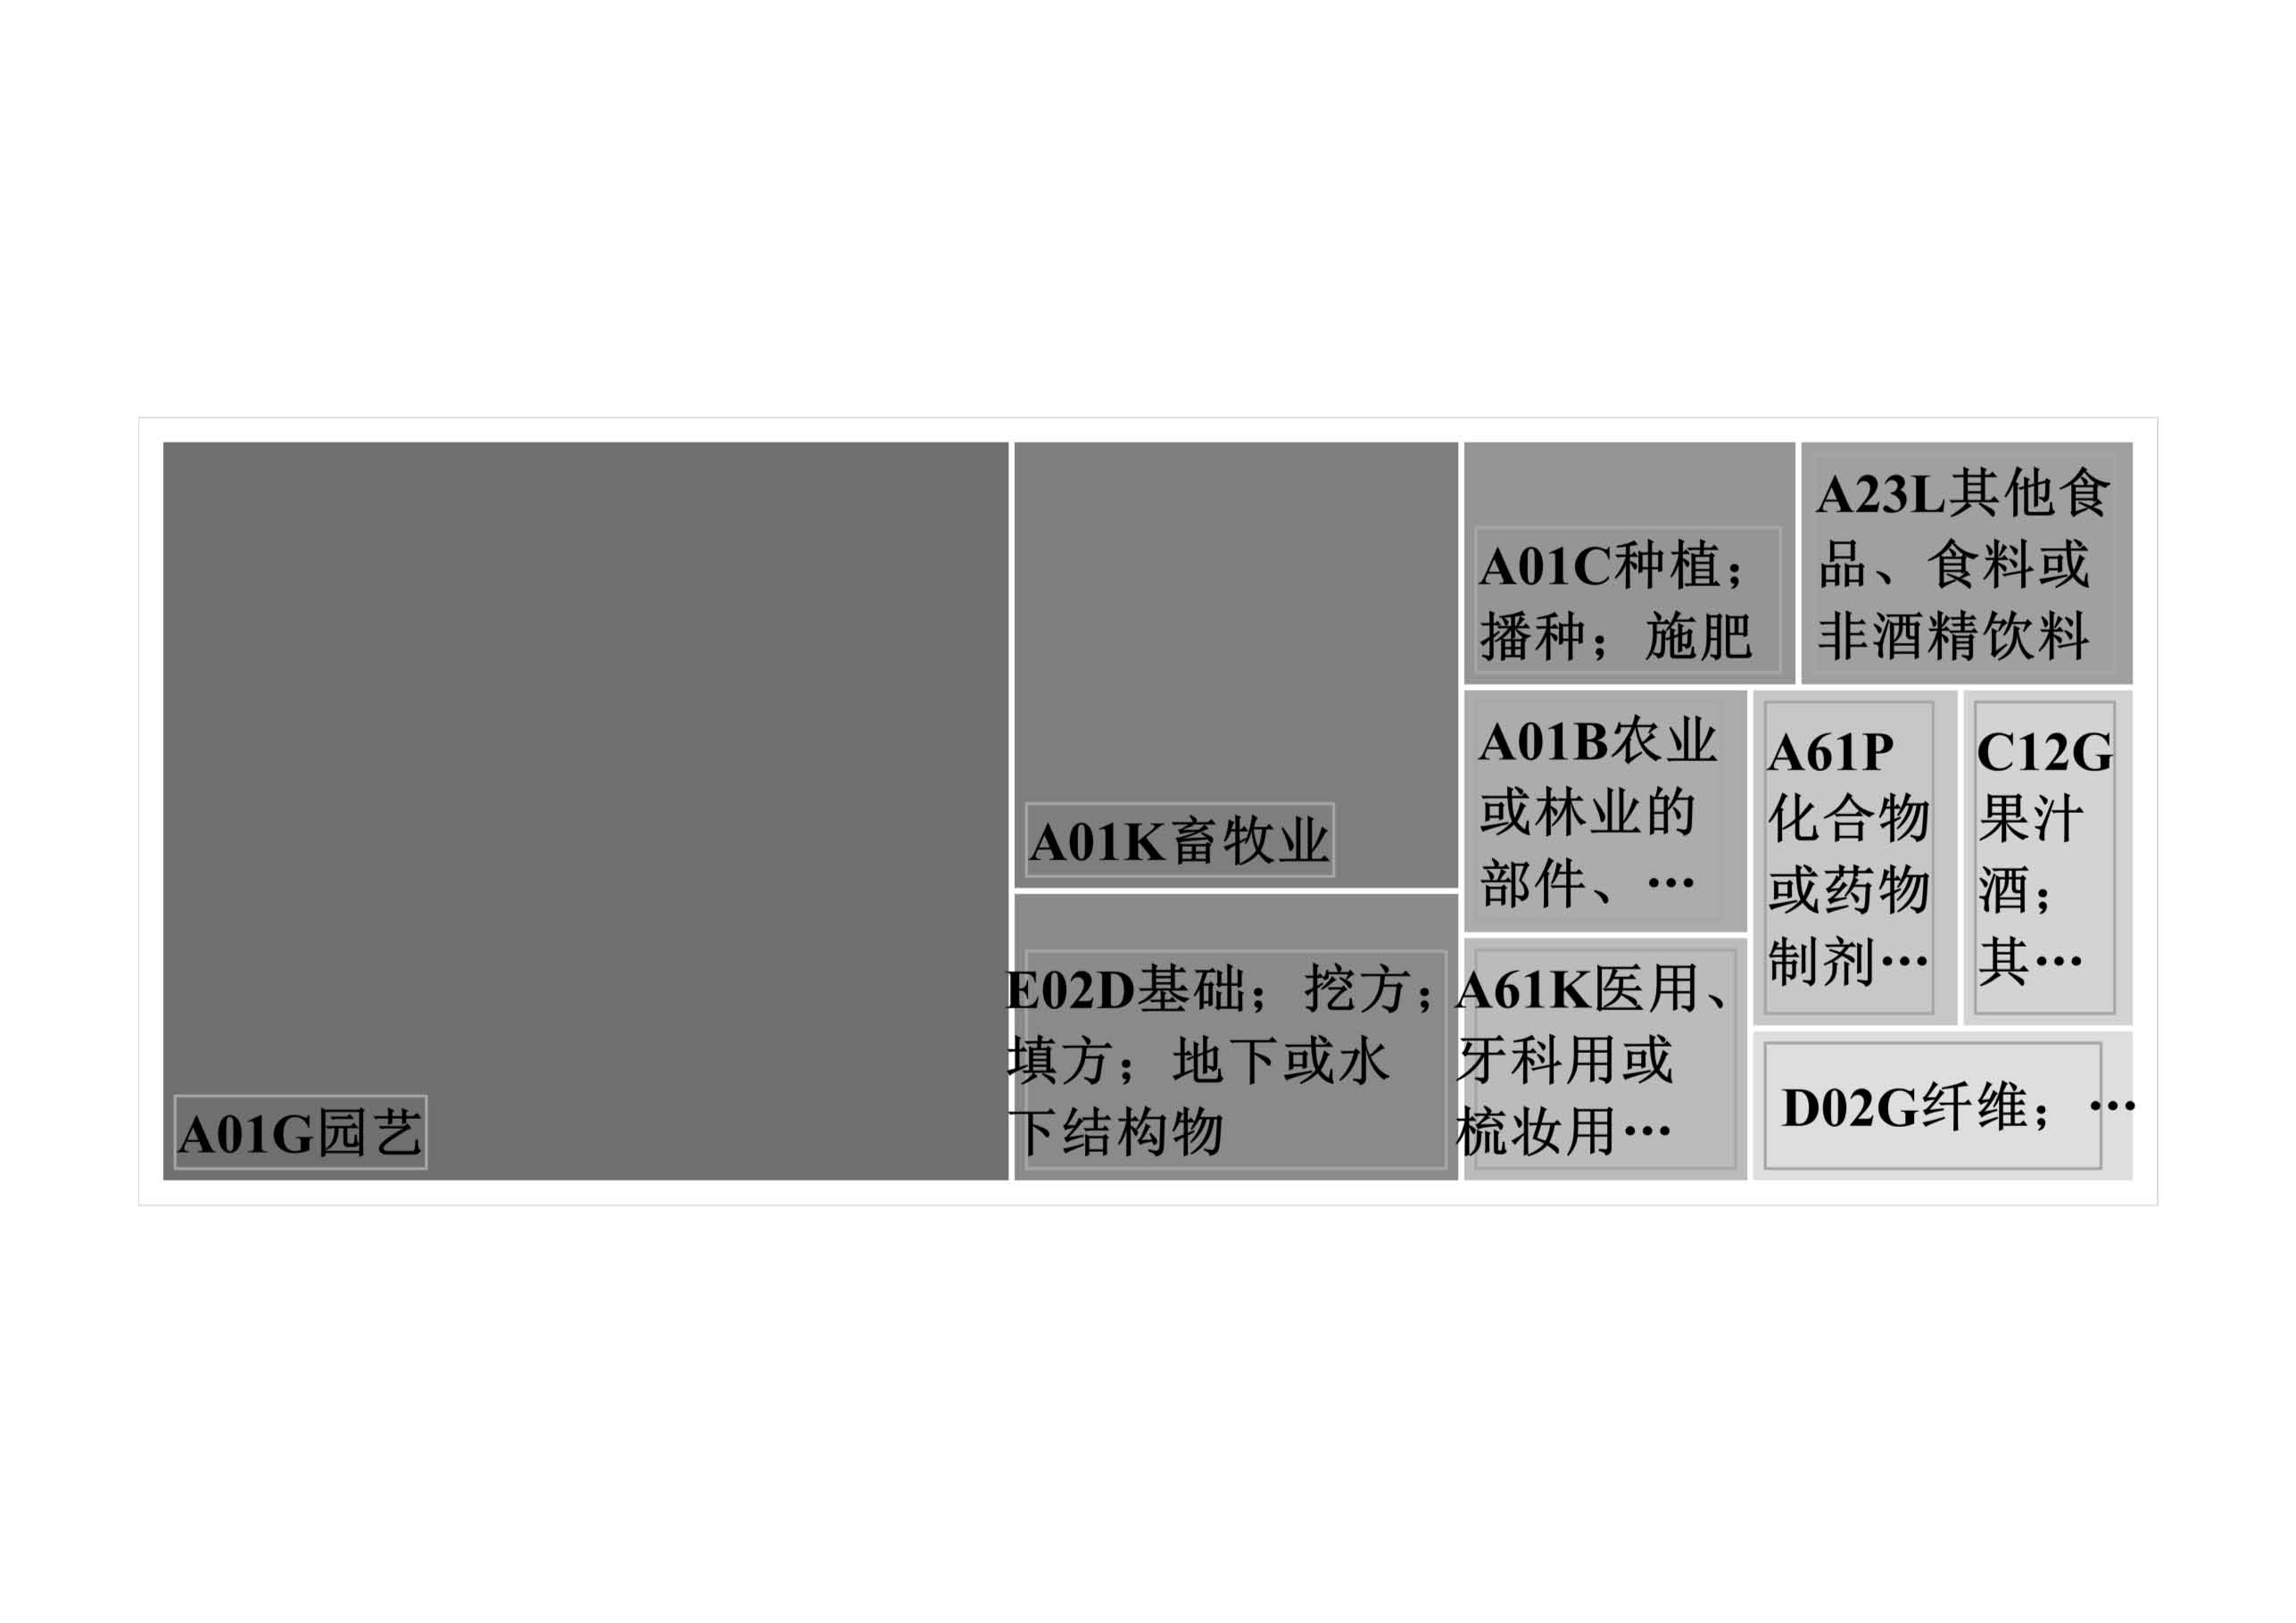 A01G园艺
A01K畜牧业
E02D基础；挖方；
填方；地下或水
下结构物
A01C种植；
播种；施肥
A23L其他食
品、食料或
非酒精饮料
A01B农业
或林业的
部件、…
A61K医用、
牙科用或
梳妆用…
A61P
化合物
或药物
制剂…
C12G
果汁
酒；
其…
D02G纤维；…